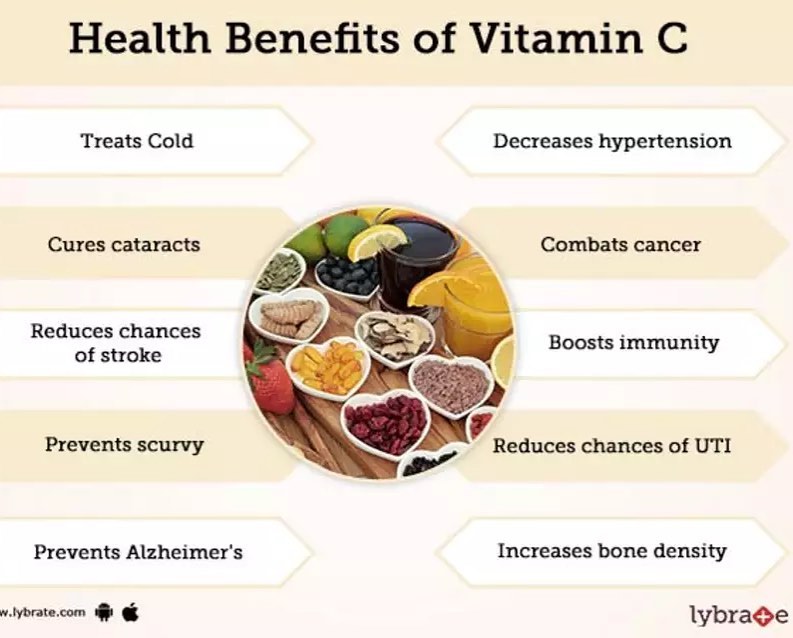 Health Benefits of Vitamin C
Treats Cold
Decreases hypertension
Cures cataracts
Combats cancer
Reduces chances
of stroke
Boosts immunity
Prevents scurvy
Reduces chances of UTI
Prevents Alzheimer's
Increases bone density
w.lybrate.com
lybrate